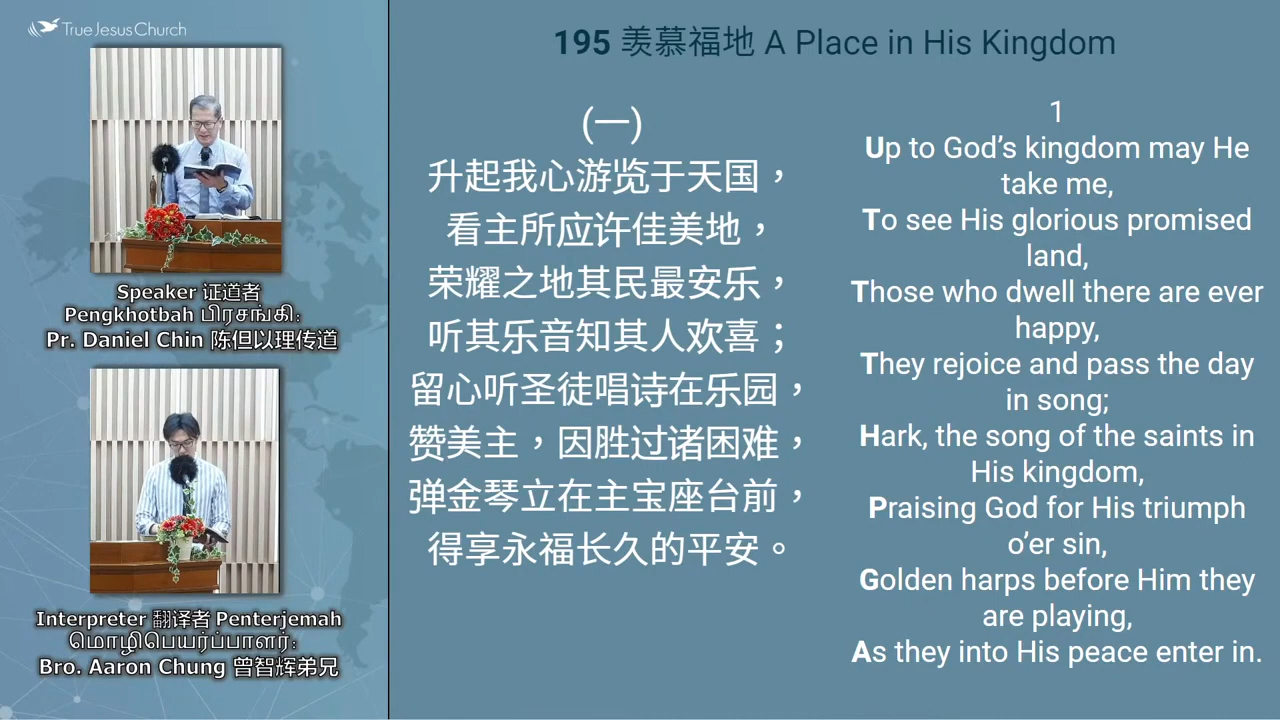 True Jesus Church
Speaker 证道者
Pengkhotbah பிரசங்கி:
Pr. Daniel Chin 陈但以理传道
Interpreter 翻译者 Penterjemah
மொழிபெயர்ப்பாளர்:
Bro. Aaron Chung 曾智辉弟兄
195 羡慕福地 A Place in His Kingdom
(一)
升起我心游览于天国，
看主所应许佳美地，
荣耀之地其民最安乐，
听其乐音知其人欢喜；
留心听圣徒唱诗在乐园，
赞美主，因胜过诸困难，
弹金琴立在主宝座台前，
得享永福长久的平安。
1
Up to God’s kingdom may He
take me,
To see His glorious promised
land,
Those who dwell there are ever
happy,
They rejoice and pass the day
in song;
Hark, the song of the saints in
His kingdom,
Praising God for His triumph
o’er sin,
Golden harps before Him they
are playing,
As they into His peace enter in.